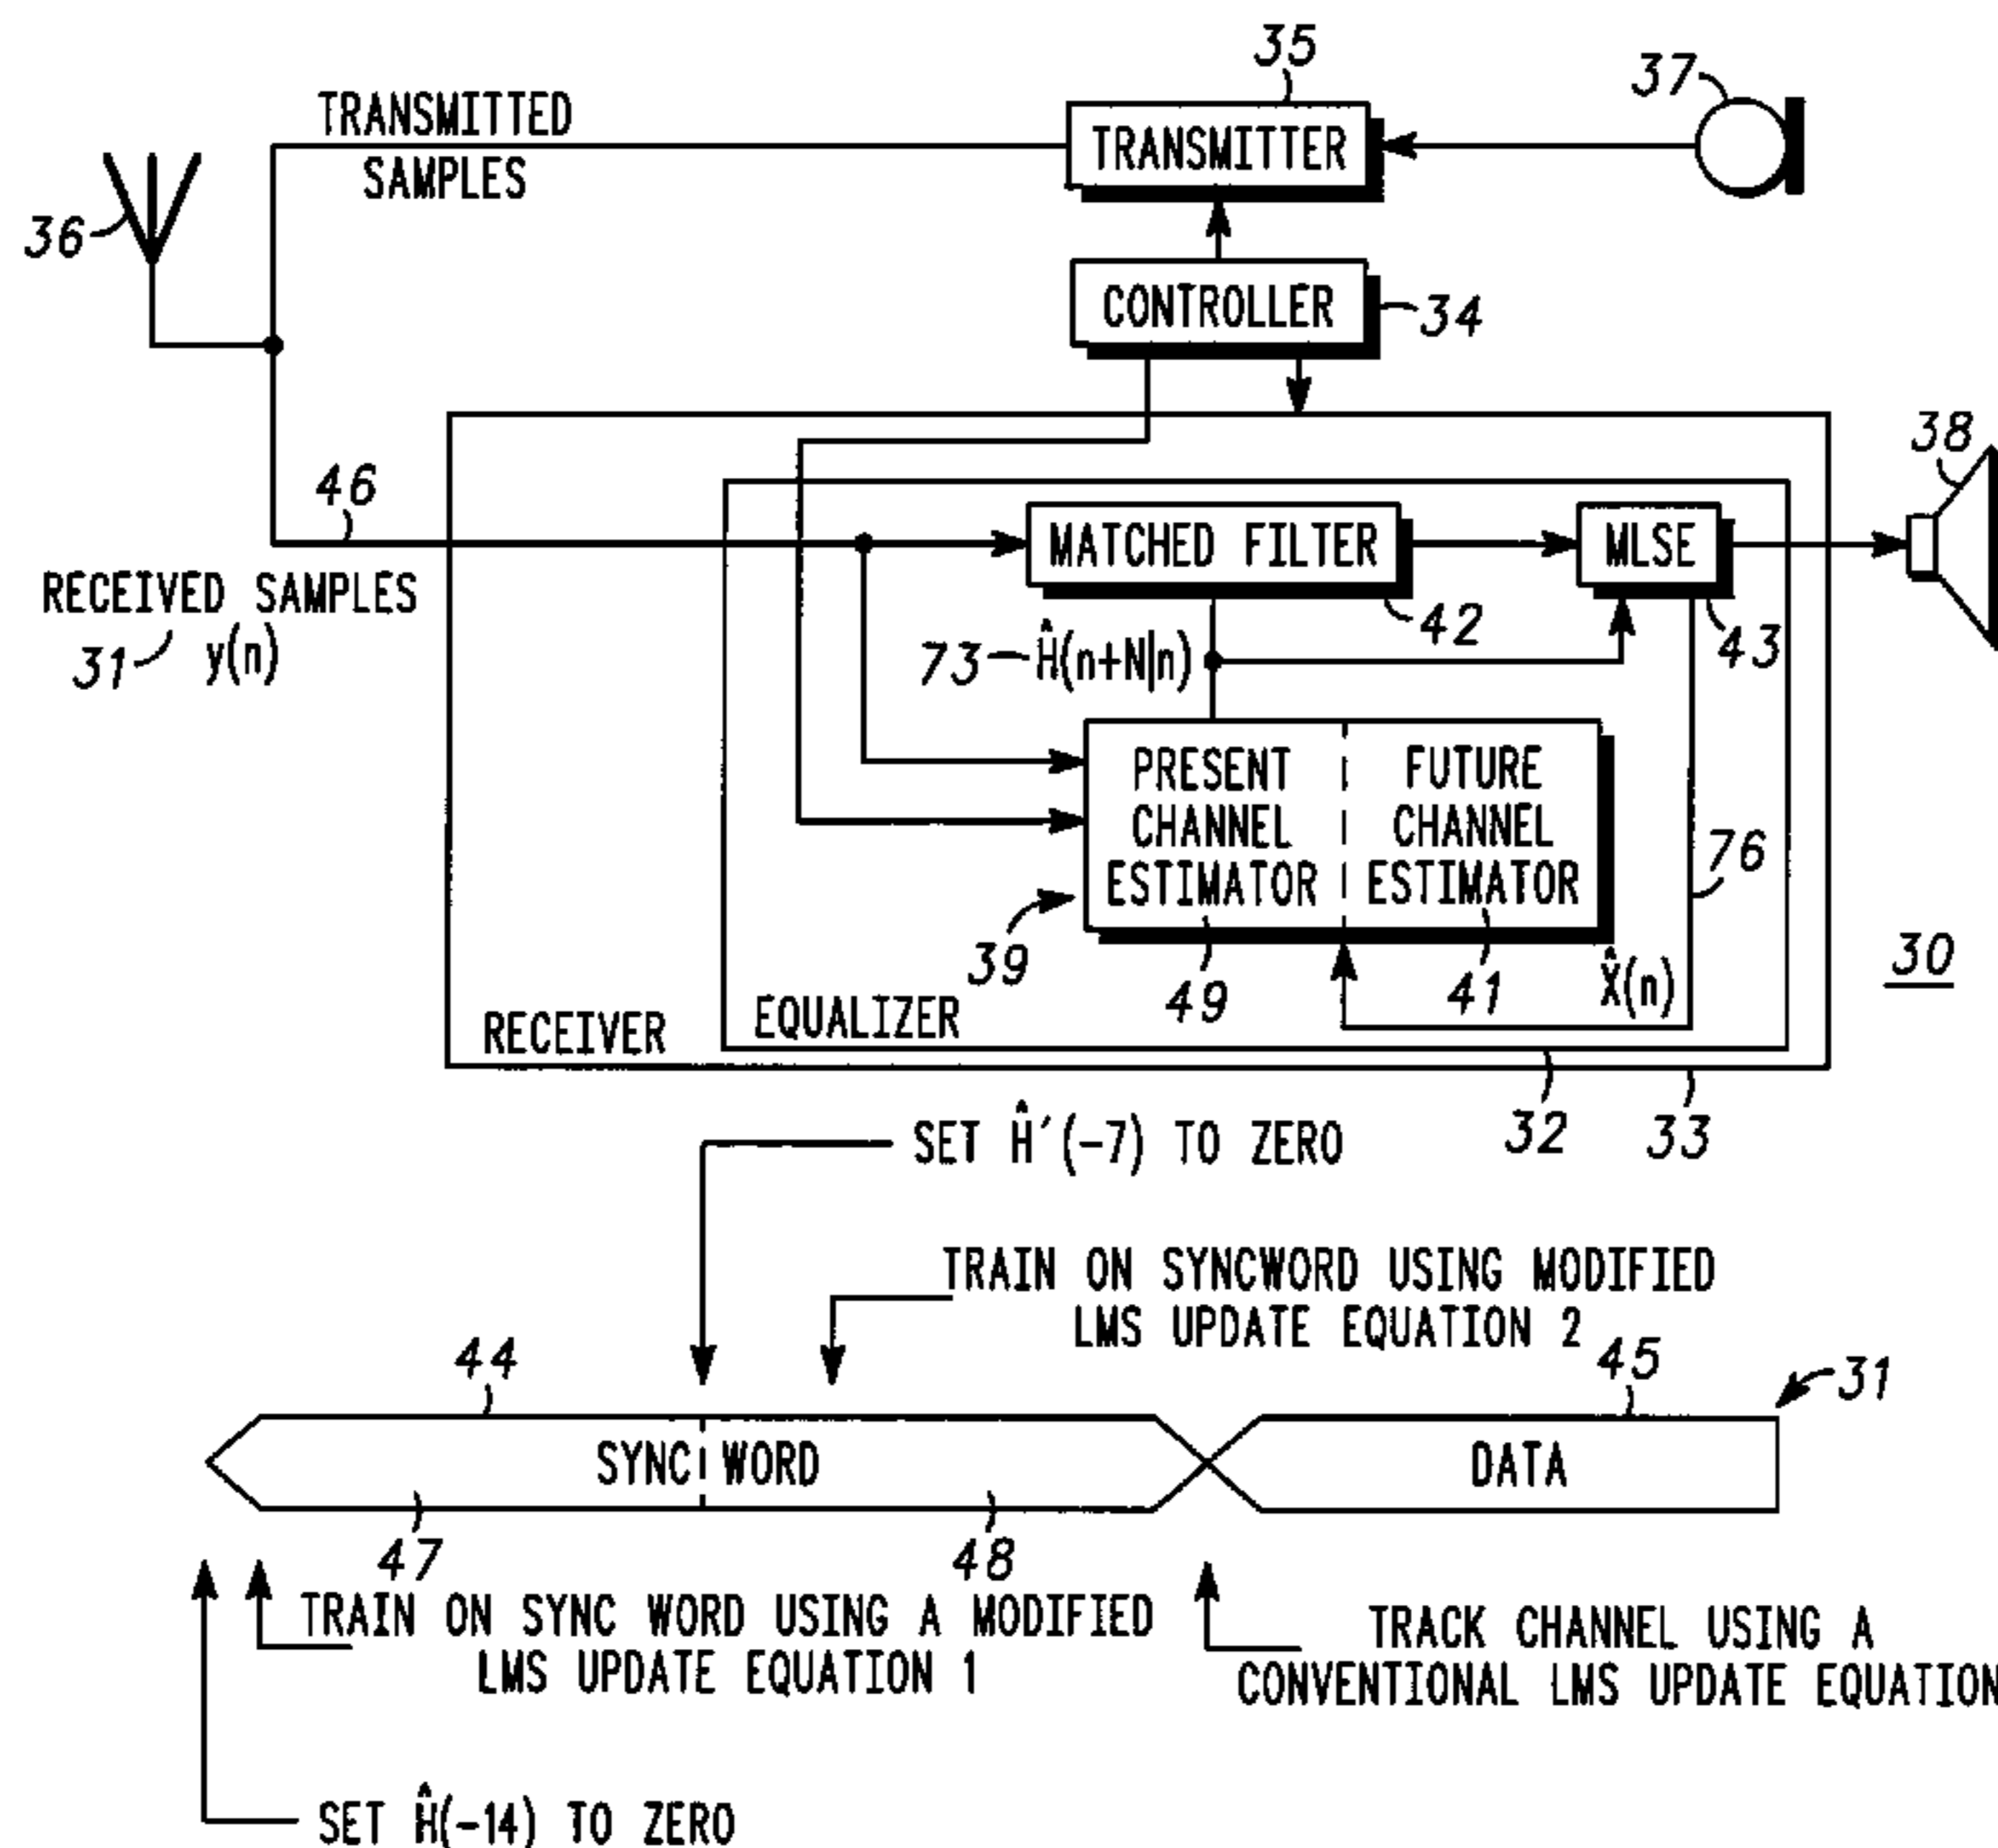 35
37
TRANSMITTED
SAMPLES
TRANSMITTER
36
CONTROLLER
34
38
46
MATCHED FILTER
MLSE
RECEIVED SAMPLES
31
y(n)
42
43
73
Ĥ(n+N|n)
PRESENT
CHANNEL
ESTIMATOR
FUTURE
CHANNEL
ESTIMATOR
76
39
49
41
X̂(n)
30
RECEIVER
EQUALIZER
32
33
SET Ĥ′(-7) TO ZERO
TRAIN ON SYNCWORD USING MODIFIED
LMS UPDATE EQUATION 2
44
45
31
SYNC WORD
DATA
47
48
TRAIN ON SYNC WORD USING A MODIFIED
LMS UPDATE EQUATION 1
TRACK CHANNEL USING A
CONVENTIONAL LMS UPDATE EQUATION
SET Ĥ(-14) TO ZERO